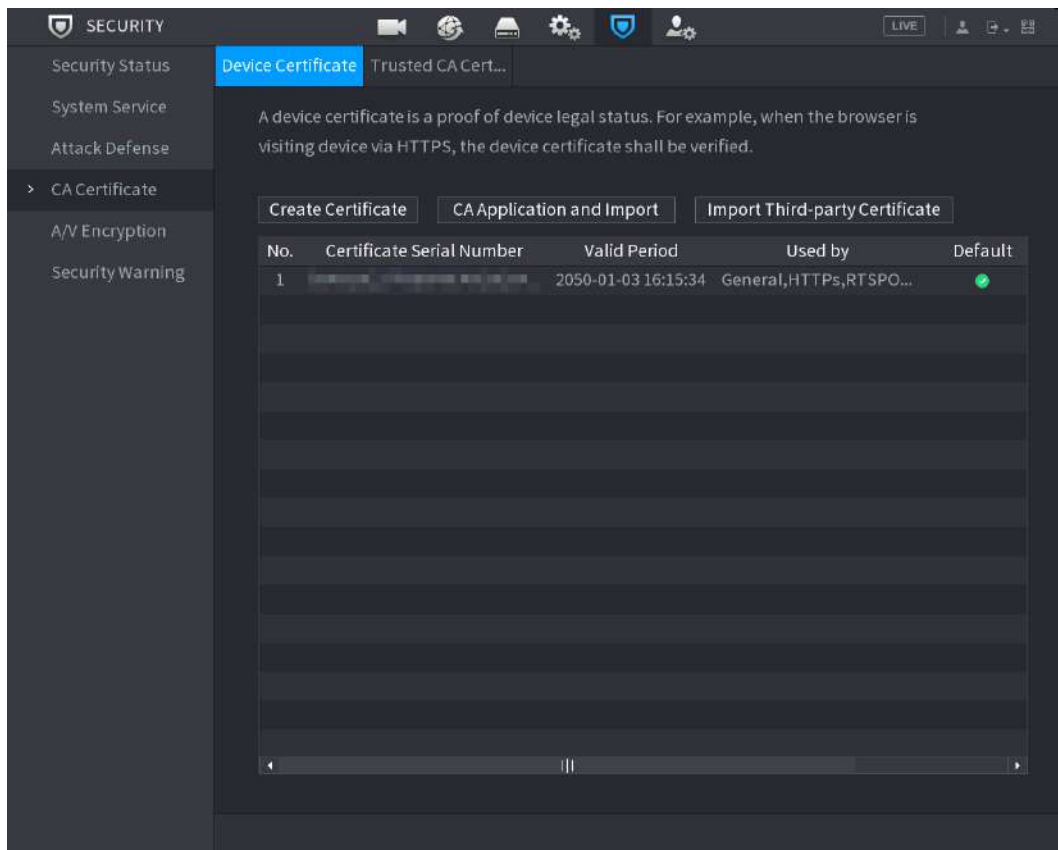 SECURITY
LIVE
Security Status
System Service
Attack Defense
CA Certificate
A/V Encryption
Security Warning
Device Certificate Trusted CA Cert...
A device certificate is a proof of device legal status. For example, when the browser is
visiting device via HTTPS, the device certificate shall be verified.
Create Certificate CA Application and Import Import Third-party Certificate
No. Certificate Serial Number Valid Period Used by Default
1 2050-01-03 16:15:34 General,HTTPs,RTSPO...